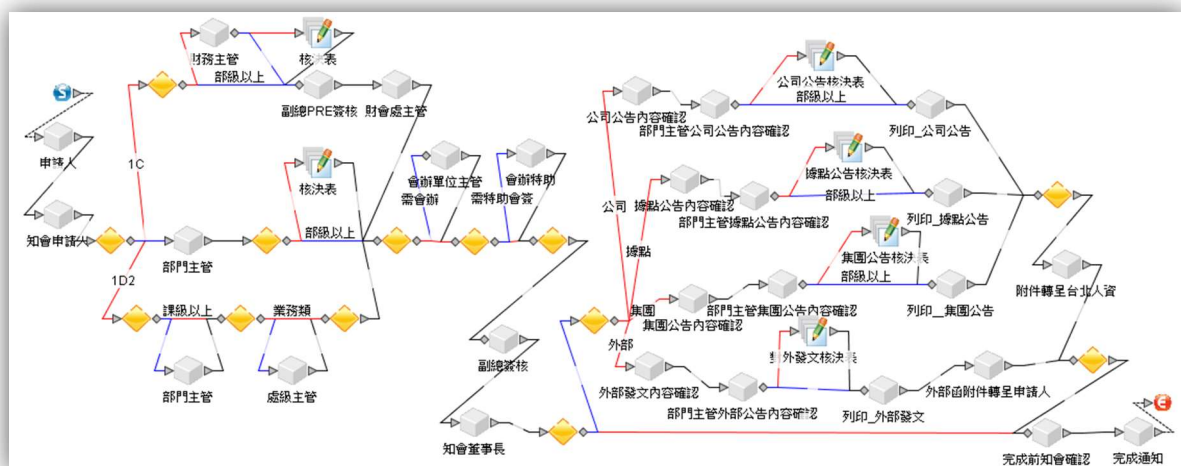 S
申請人
知會申請人
1C
1D2
財務主管
核決表
部級以上
副總PRE簽核
財會處主管
部門主管
核決表
部級以上
課級以上
業務類
部門主管
處級主管
會辦單位主管
需會辦
會辦特助
需特助會簽
副總簽核
知會董事長
公司
據點
集團
外部
公司公告內容確認
部門主管公司公告內容確認
公司公告核決表
部級以上
列印_公司公告
據點公告內容確認
部門主管據點公告內容確認
據點公告核決表
部級以上
列印_據點公告
集團公告內容確認
部門主管集團公告內容確認
集團公告核決表
部級以上
列印__集團公告
外部發文內容確認
部門主管外部公告內容確認
對外發文核決表
列印_外部發文
外部函附件轉呈申請人
附件轉呈台北人資
完成前知會確認
完成通知
E